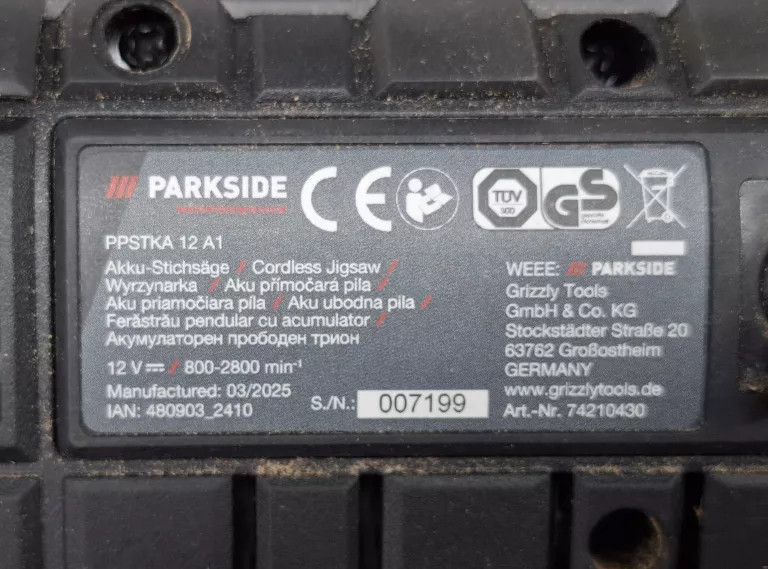 PARKSIDE
CE
TÜV
SÜD
GS
PPSTKA 12 A1
Akku-Stichsäge / Cordless Jigsaw /
Wyrzynarka / Aku přímočará pila /
Aku priamočiara píla / Aku ubodna pila /
Ferăstrău pendular cu acumulator /
Акумулаторен прободен трион
12 V / 800-2800 min⁻¹
Manufactured: 03/2025
IAN: 480903_2410
S./N.: 007199
WEEE: PARKSIDE
Grizzly Tools
GmbH & Co. KG
Stockstädter Straße 20
63762 Großostheim
GERMANY
www.grizzlytools.de
Art.-Nr. 74210430